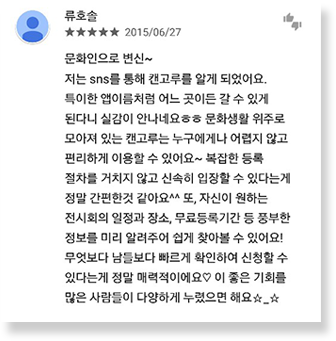 류호솔
★★★★★ 2015/06/27
문화인으로 변신~
저는 sns를 통해 캔고루를 알게 되었어요.
특이한 앱이름처럼 어느 곳이든 갈 수 있게
된다니 실감이 안나네요ㅎㅎ 문화생활 위주로
모아져 있는 캔고루는 누구에게나 어렵지 않고
편리하게 이용할 수 있어요~ 복잡한 등록
절차를 거치지 않고 신속히 입장할 수 있다는게
정말 간편한것 같아요^^ 또, 자신이 원하는
전시회의 일정과 장소, 무료등록기간 등 풍부한
정보를 미리 알려주어 쉽게 찾아볼 수 있어요!
무엇보다 남들보다 빠르게 확인하여 신청할 수
있다는게 정말 매력적이에요♡ 이 좋은 기회를
많은 사람들이 다양하게 누렸으면 해요☆_☆